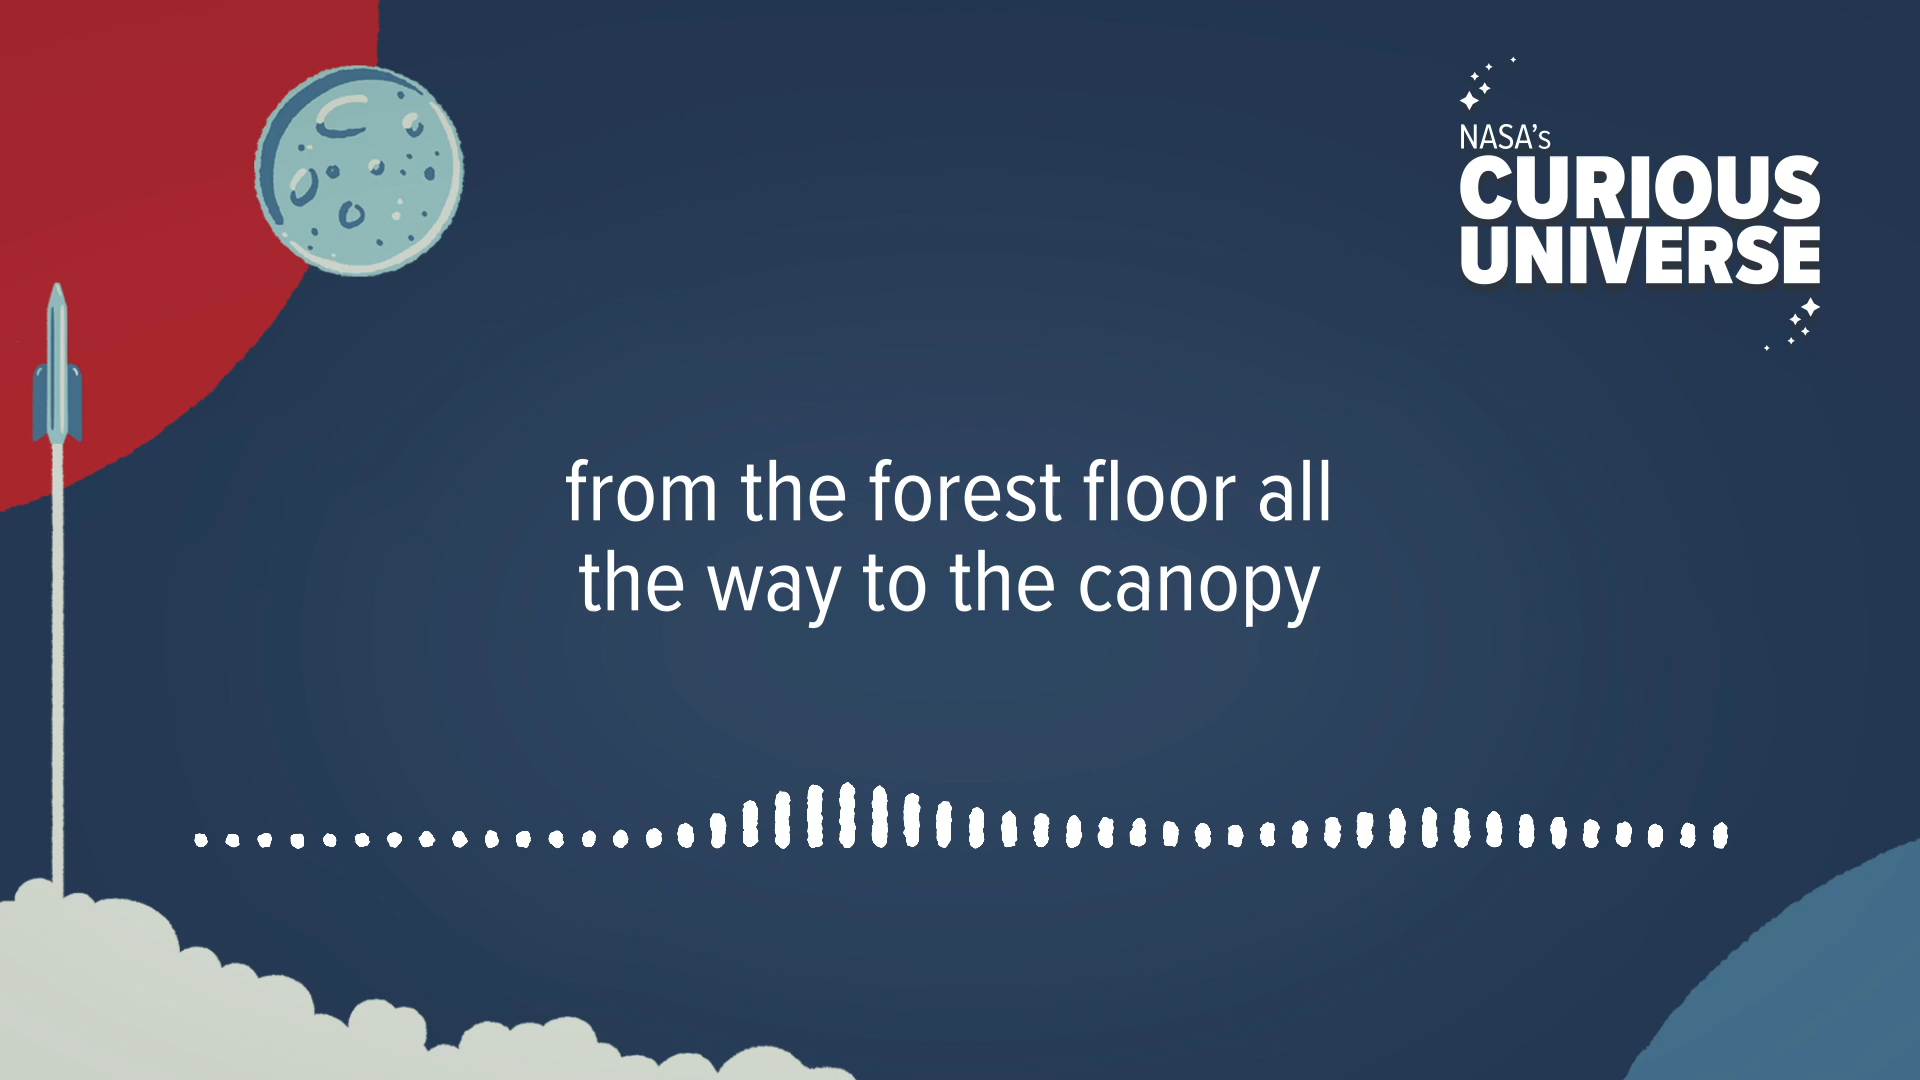 NASA's
CURIOUS
UNIVERSE
from the forest floor all
the way to the canopy